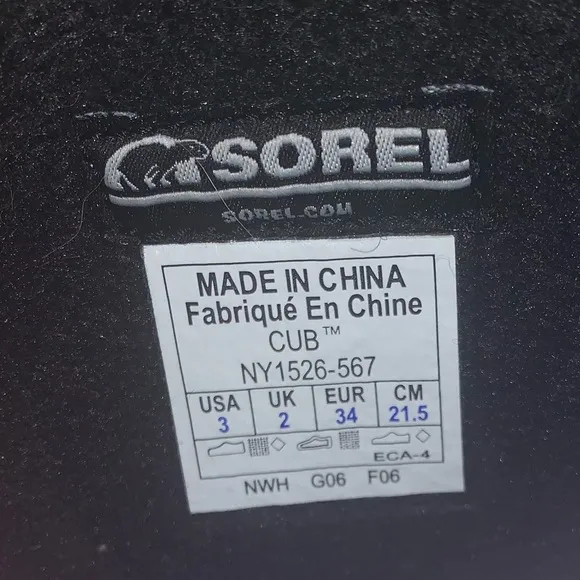 SOREL
SOREL.COM
MADE IN CHINA
Fabriqué En Chine
CUB™
NY1526-567
USA UK EUR CM
3 2 34 21.5
ECA-4
NWH G06 F06